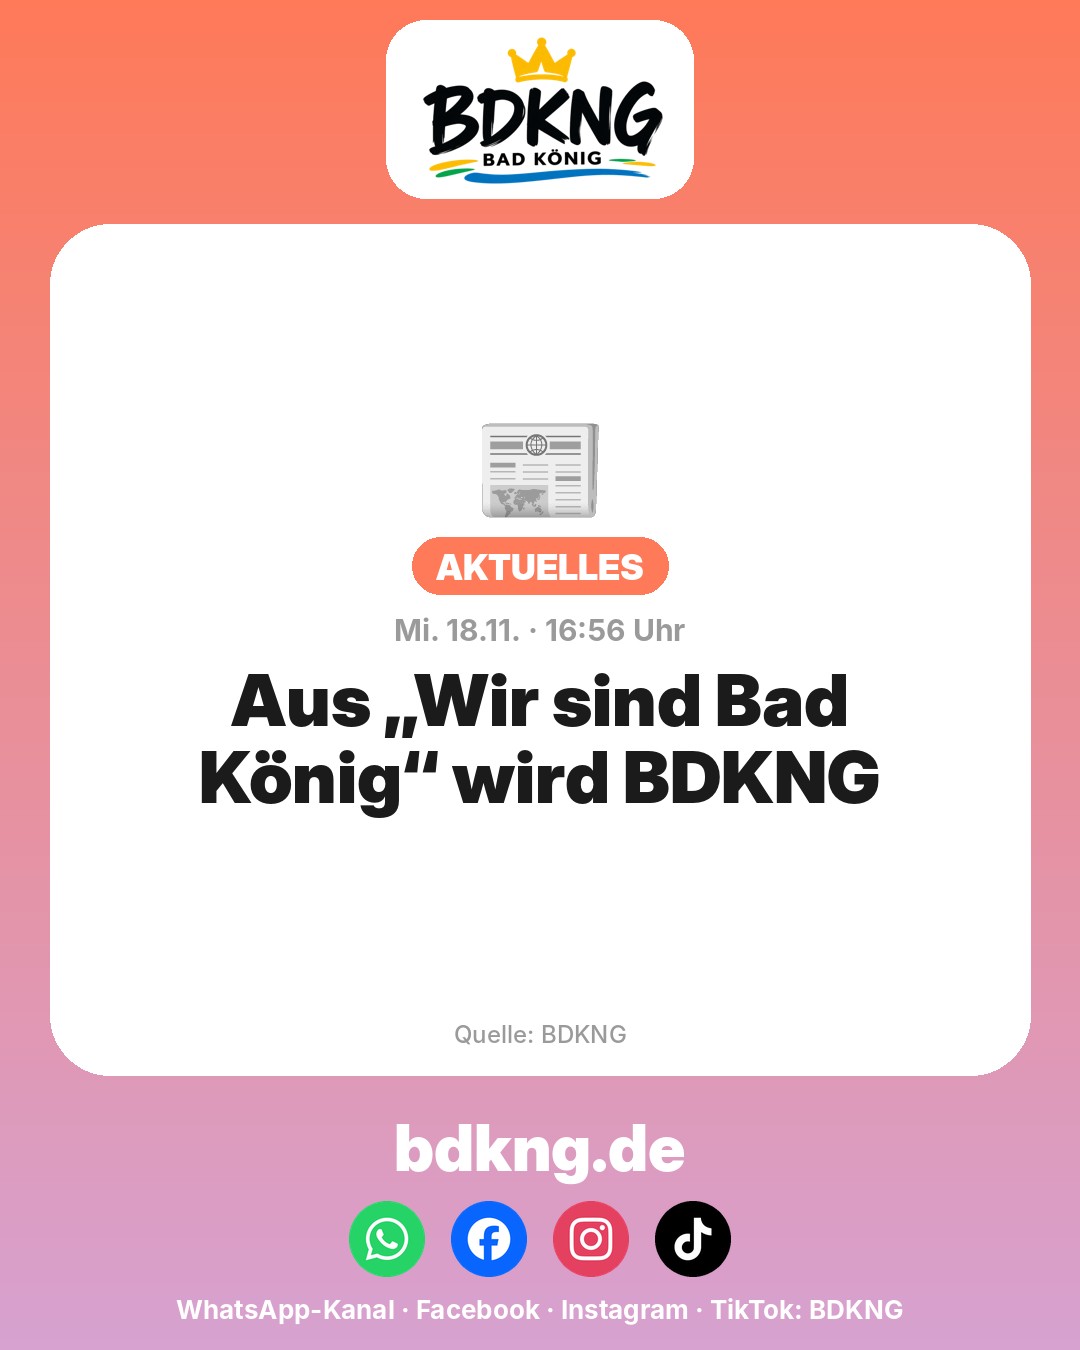 BDKNG
BAD KÖNIG
AKTUELLES
Mi. 18.11. · 16:56 Uhr
Aus „Wir sind Bad
König“ wird BDKNG
Quelle: BDKNG
bdkng.de
WhatsApp-Kanal · Facebook · Instagram · TikTok: BDKNG